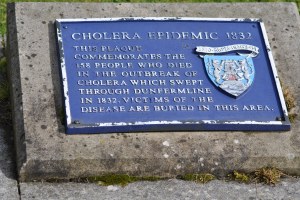 CHOLERA EPIDEMIC 1832
THIS PLAQUE
COMMEMORATES THE
158 PEOPLE WHO DIED
IN THE OUTBREAK OF
CHOLERA WHICH SWEPT
THROUGH DUNFERMLINE
IN 1832. VICTIMS OF THE
DISEASE ARE BURIED IN THIS AREA.